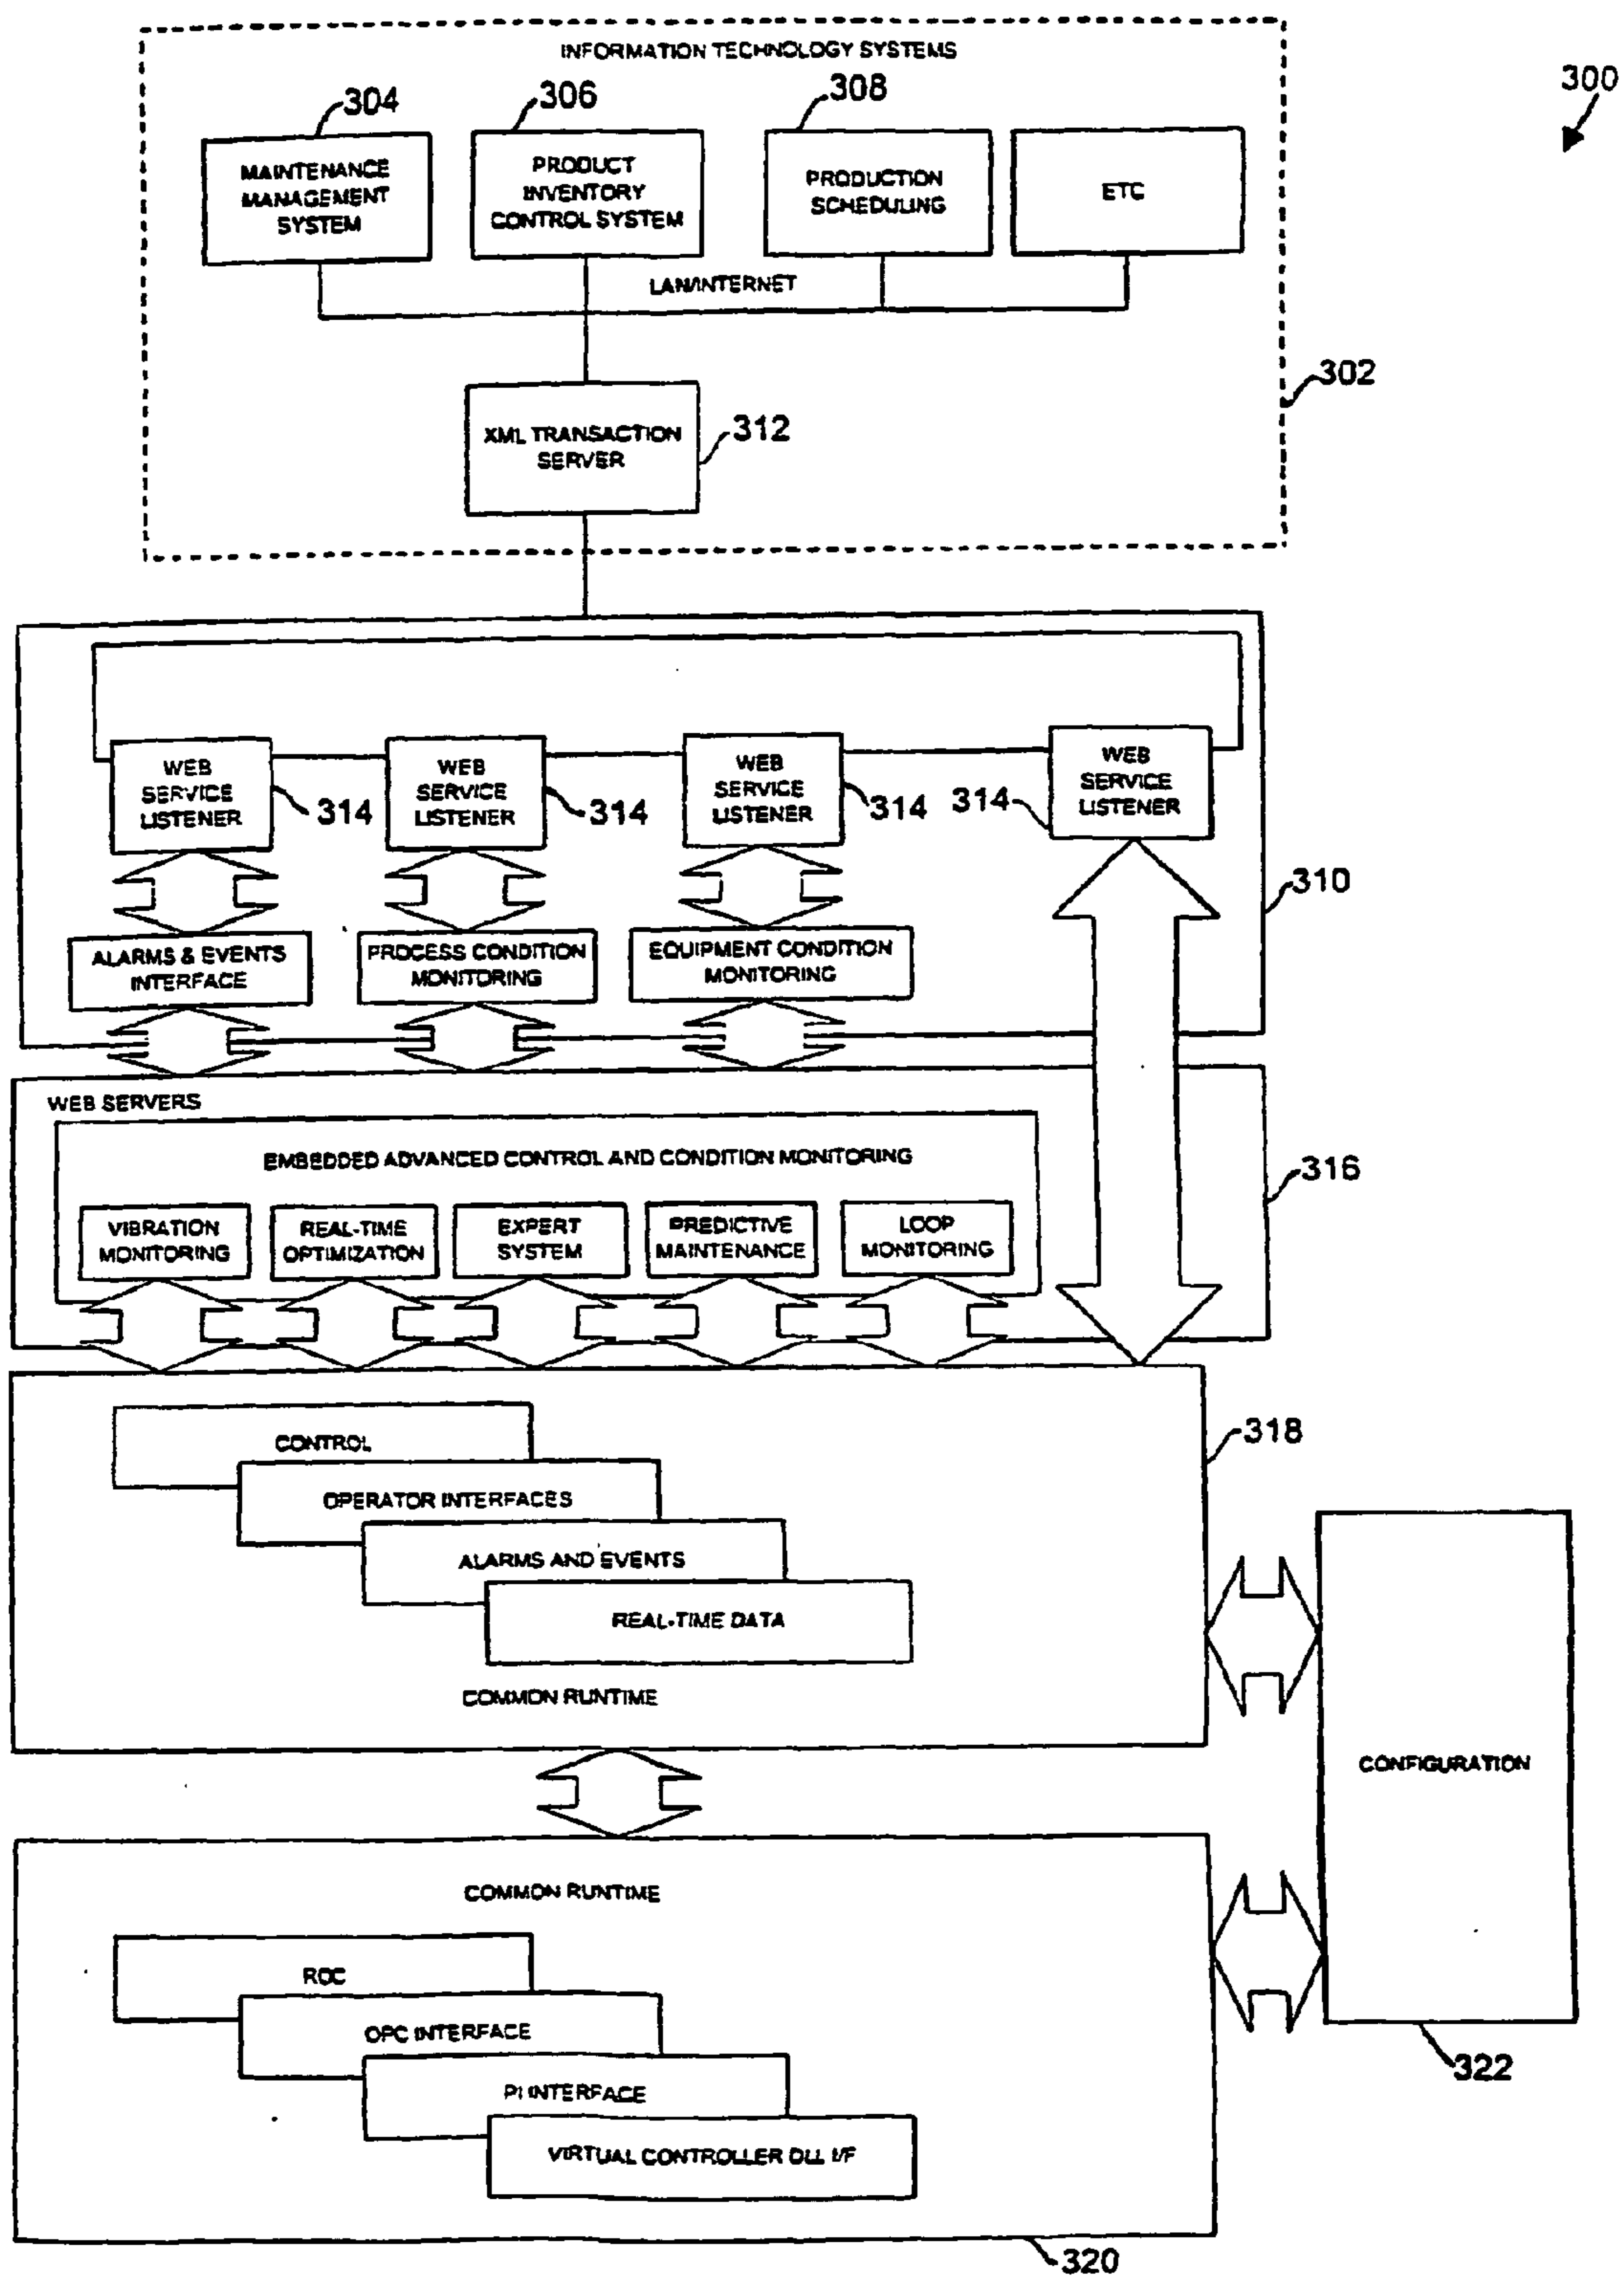 INFORMATION TECHNOLOGY SYSTEMS
300
304
306
308
MAINTENANCE
MANAGEMENT
SYSTEM
PRODUCT
INVENTORY
CONTROL SYSTEM
PRODUCTION
SCHEDULING
ETC
LAN/INTERNET
302
XML TRANSACTION
SERVER
312
WEB
SERVICE
LISTENER
314
WEB
SERVICE
LISTENER
314
WEB
SERVICE
LISTENER
314
314
WEB
SERVICE
LISTENER
310
ALARMS & EVENTS
INTERFACE
PROCESS CONDITION
MONITORING
EQUIPMENT CONDITION
MONITORING
WEB SERVERS
EMBEDDED ADVANCED CONTROL AND CONDITION MONITORING
316
VIBRATION
MONITORING
REAL-TIME
OPTIMIZATION
EXPERT
SYSTEM
PREDICTIVE
MAINTENANCE
LOOP
MONITORING
318
CONTROL
OPERATOR INTERFACES
ALARMS AND EVENTS
REAL-TIME DATA
COMMON RUNTIME
CONFIGURATION
COMMON RUNTIME
ROC
OPC INTERFACE
PI INTERFACE
VIRTUAL CONTROLLER DLL I/F
322
320